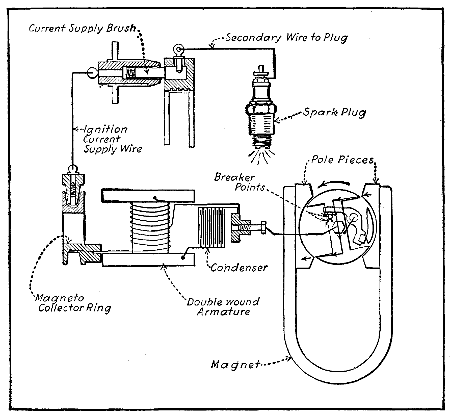 Current Supply Brush
Secondary Wire to Plug
Ignition
Current
Supply Wire
Spark Plug
Pole Pieces
Breaker
Points
Condenser
Magneto
Collector Ring
Double wound
Armature
Magnet